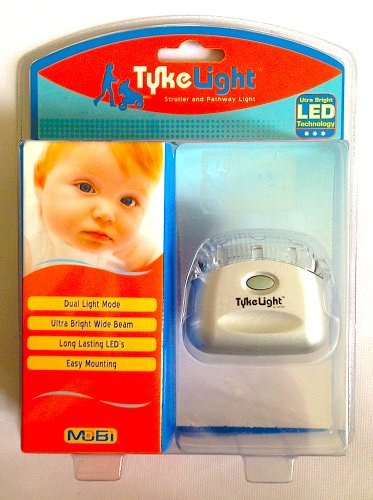 TykeLight™
Stroller and Pathway Light
Utra Bright
LED
Technology
Dual Light Mode
Ultra Bright Wide Beam
Long Lasting LED's
Easy Mounting
MOBI
TykeLight™